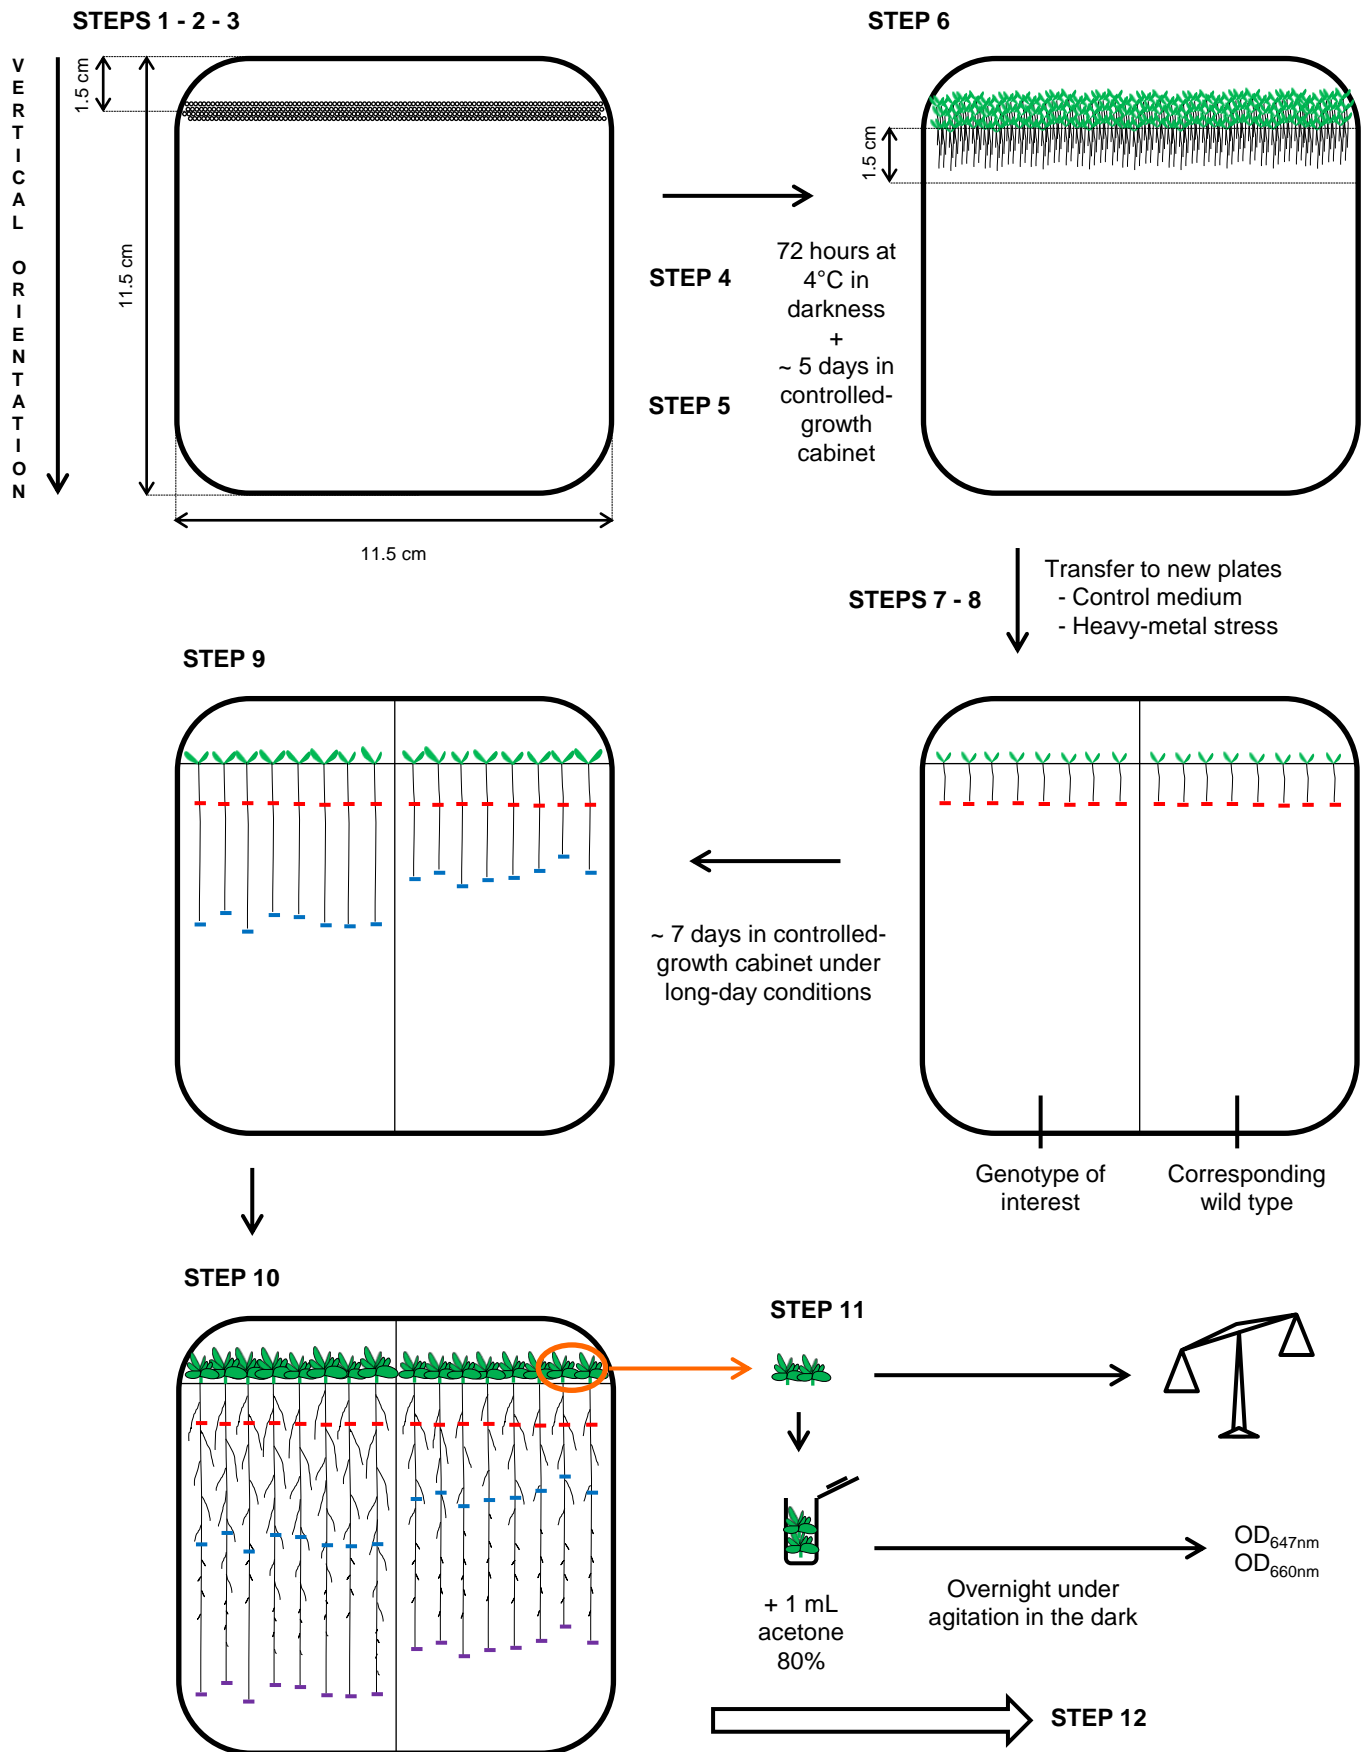 STEPS 1 - 2 - 3
STEP 6
VERTICAL ORIENTATION
1.5 cm
11.5 cm
11.5 cm
1.5 cm
STEP 4
STEP 5
72 hours at
4°C in
darkness
+
~ 5 days in
controlled-
growth
cabinet
STEPS 7 - 8
Transfer to new plates
- Control medium
- Heavy-metal stress
STEP 9
~ 7 days in controlled-
growth cabinet under
long-day conditions
Genotype of
interest
Corresponding
wild type
STEP 10
STEP 11
+ 1 mL
acetone
80%
Overnight under
agitation in the dark
OD647nm
OD660nm
STEP 12